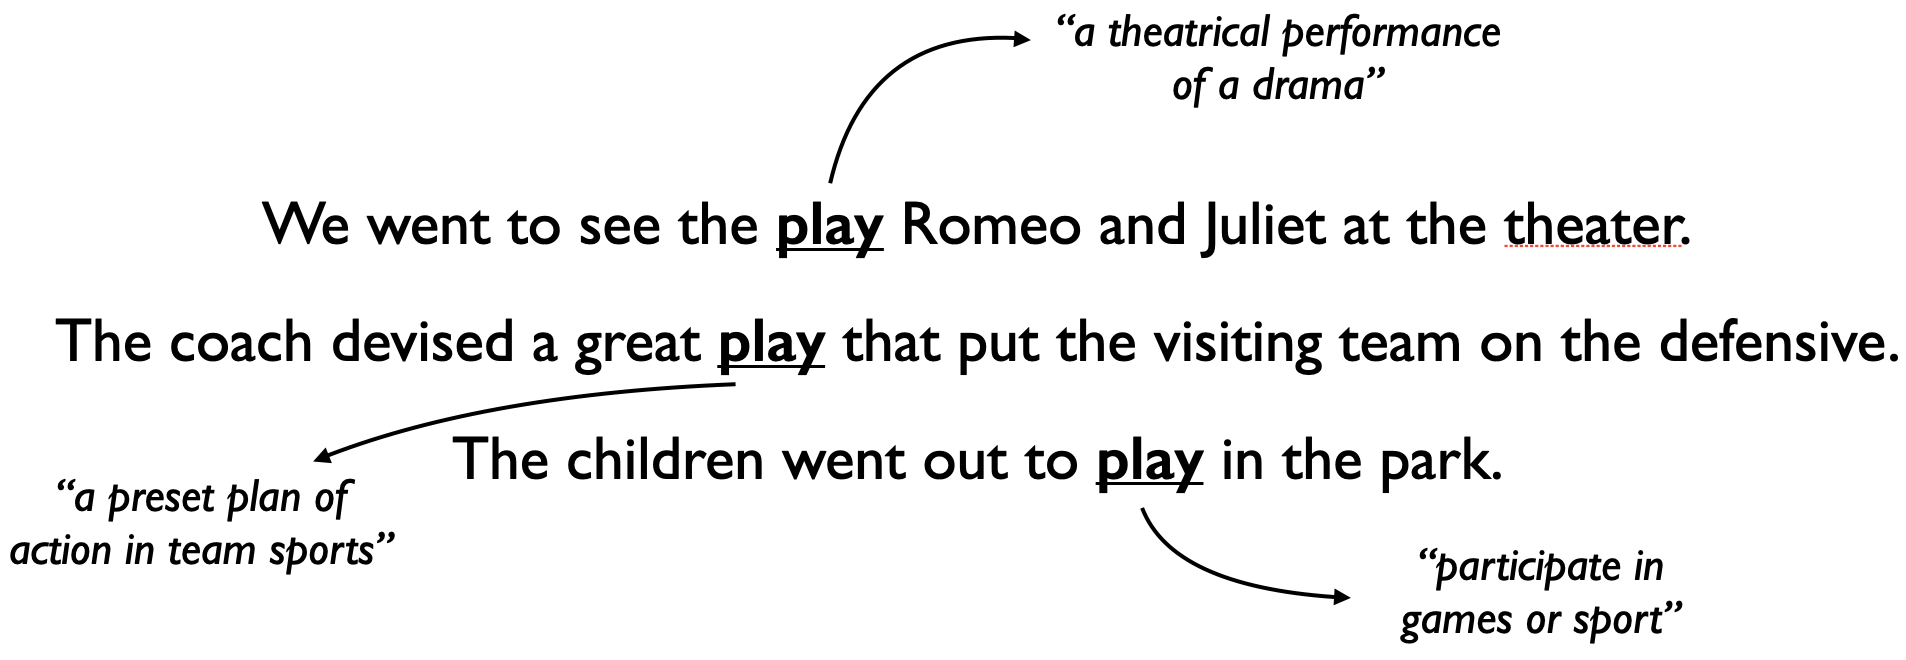 “a theatrical performance
of a drama”
We went to see the play Romeo and Juliet at the theater.
The coach devised a great play that put the visiting team on the defensive.
The children went out to play in the park.
“a preset plan of
action in team sports”
“participate in
games or sport”